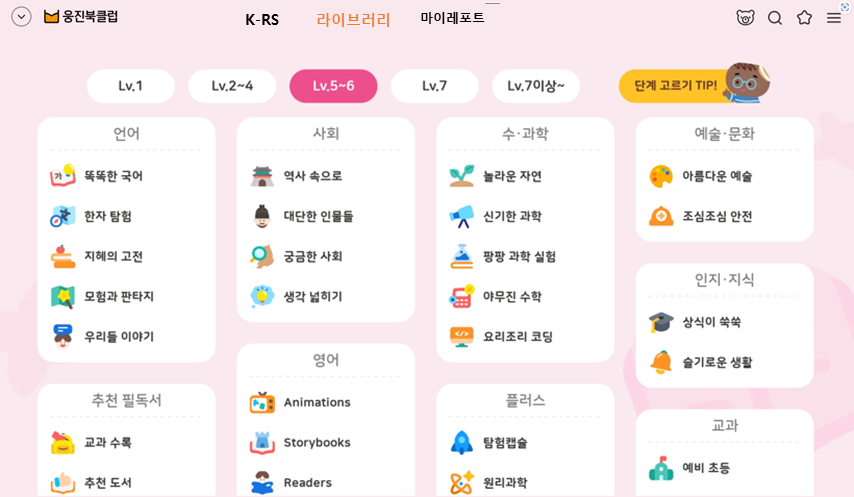 웅진북클럽
K-RS
라이브러리
마이레포트
Lv.1
Lv.2~4
Lv.5~6
Lv.7
Lv.7이상~
단계 고르기 TIP!
언어
똑똑한 국어
한자 탐험
지혜의 고전
모험과 판타지
우리들 이야기
추천 필독서
교과 수록
추천 도서
사회
역사 속으로
대단한 인물들
궁금한 사회
생각 넓히기
영어
Animations
Storybooks
Readers
수·과학
놀라운 자연
신기한 과학
팡팡 과학 실험
야무진 수학
요리조리 코딩
플러스
탐험캡슐
원리과학
예술·문화
아름다운 예술
조심조심 안전
인지·지식
상식이 쑥쑥
슬기로운 생활
교과
예비 초등